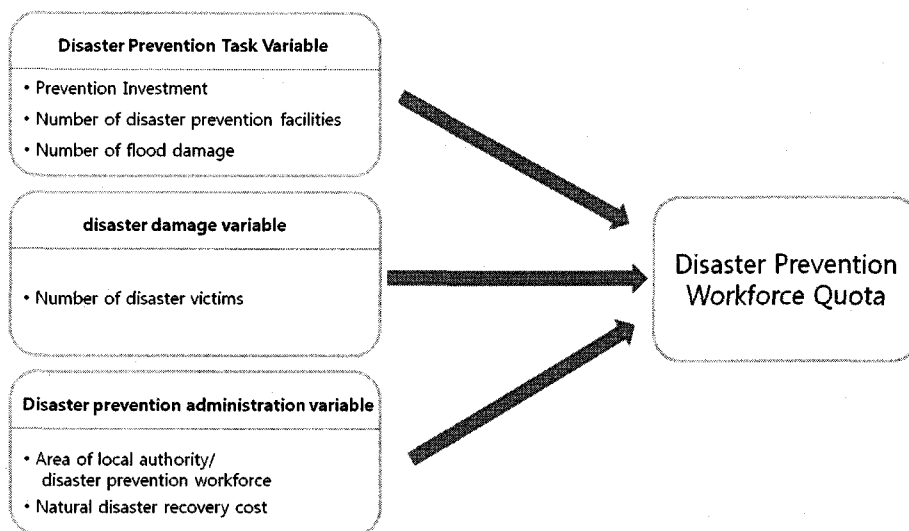 Disaster Prevention Task Variable
• Prevention Investment
• Number of disaster prevention facilities
• Number of flood damage
disaster damage variable
• Number of disaster victims
Disaster prevention administration variable
• Area of local authority/
disaster prevention workforce
• Natural disaster recovery cost
Disaster Prevention
Workforce Quota